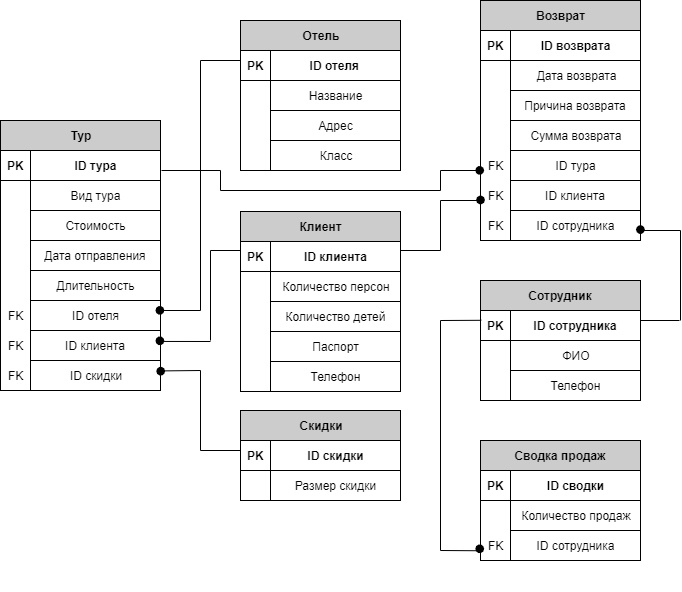 Отель
PK ID отеля
Название
Адрес
Класс
Возврат
PK ID возврата
Дата возврата
Причина возврата
Сумма возврата
FK ID тура
FK ID клиента
FK ID сотрудника
Тур
PK ID тура
Вид тура
Стоимость
Дата отправления
Длительность
FK ID отеля
FK ID клиента
FK ID скидки
Клиент
PK ID клиента
Количество персон
Количество детей
Паспорт
Телефон
Сотрудник
PK ID сотрудника
ФИО
Телефон
Скидки
PK ID скидки
Размер скидки
Сводка продаж
PK ID сводки
Количество продаж
FK ID сотрудника